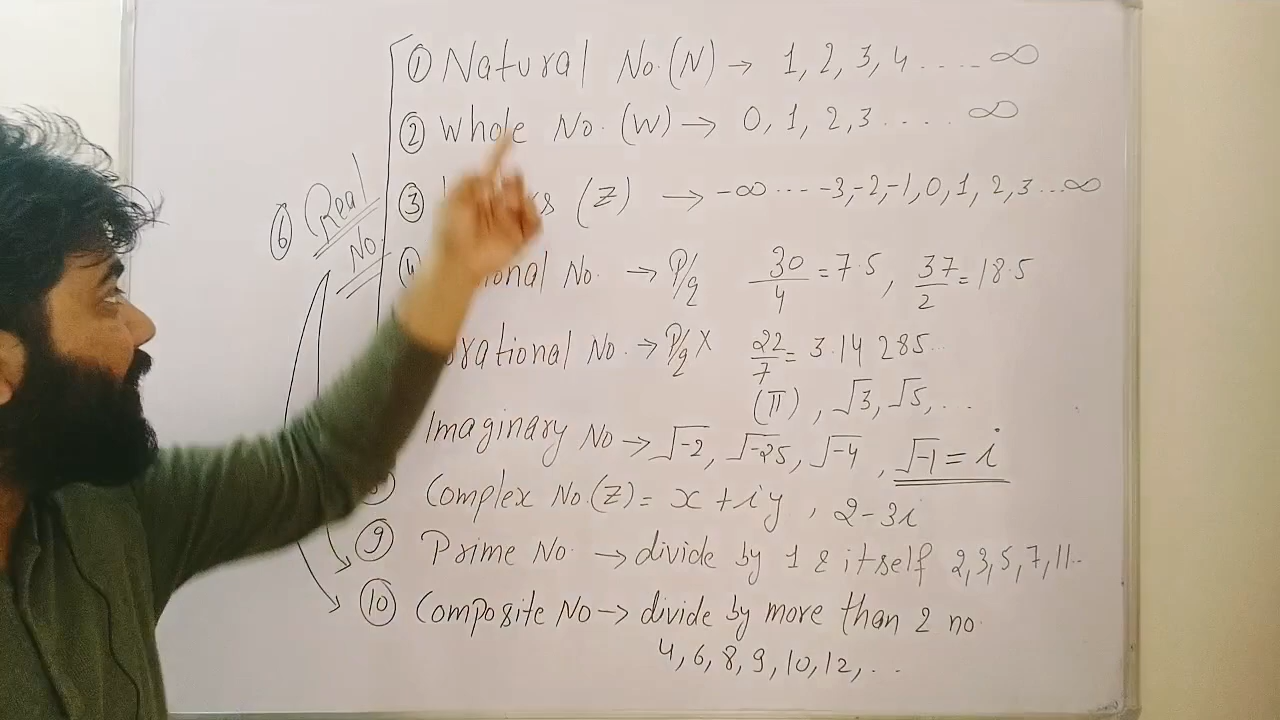 ① Natural No. (N) → 1, 2, 3, 4 ..... ∞
② Whole No. (W) → 0, 1, 2, 3 .... ∞
③ (Z) → -∞ .... -3, -2, -1, 0, 1, 2, 3 ... ∞
④ No. → P/q 30/4 = 7.5, 37/2 = 18.5
No. → P/q X 22/7 = 3.14 285..
(π), √3, √5, ...
⑥ Real No.
Imaginary No → √-2, √-25, √-4, √-1 = i
Complex No. (Z) = x + iy, 2 - 3i
⑨ Prime No. → divide by 1 & itself 2, 3, 5, 7, 11..
⑩ Composite No → divide by more than 2 no.
4, 6, 8, 9, 10, 12, ...